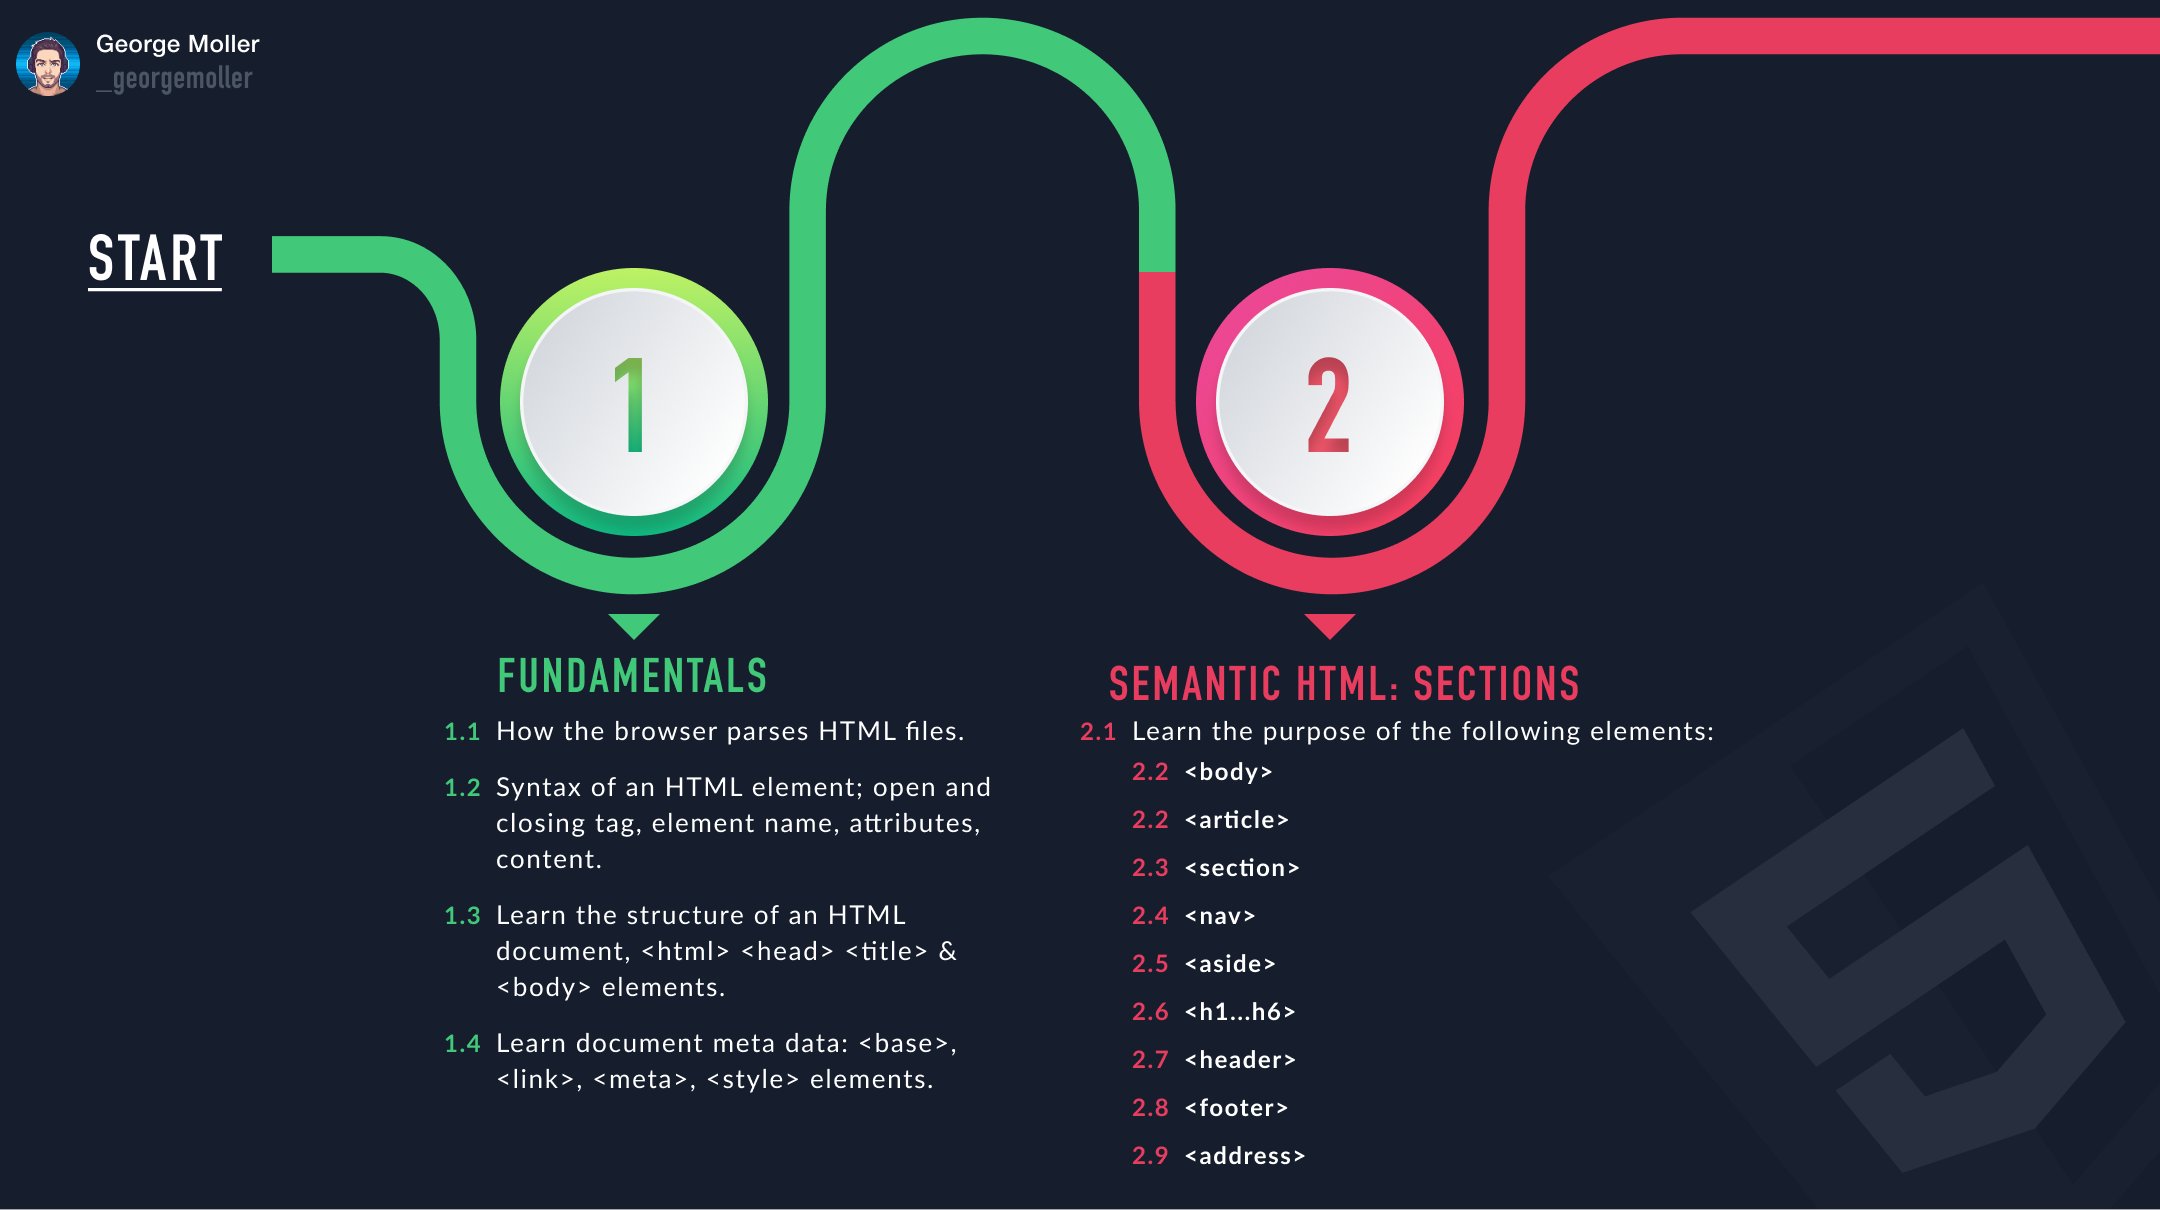 George Moller
_georgemoller
START
1
2
FUNDAMENTALS
1.1 How the browser parses HTML files.
1.2 Syntax of an HTML element; open and
closing tag, element name, attributes,
content.
1.3 Learn the structure of an HTML
document, <html> <head> <title> &
<body> elements.
1.4 Learn document meta data: <base>,
<link>, <meta>, <style> elements.
SEMANTIC HTML: SECTIONS
2.1 Learn the purpose of the following elements:
2.2 <body>
2.2 <article>
2.3 <section>
2.4 <nav>
2.5 <aside>
2.6 <h1...h6>
2.7 <header>
2.8 <footer>
2.9 <address>